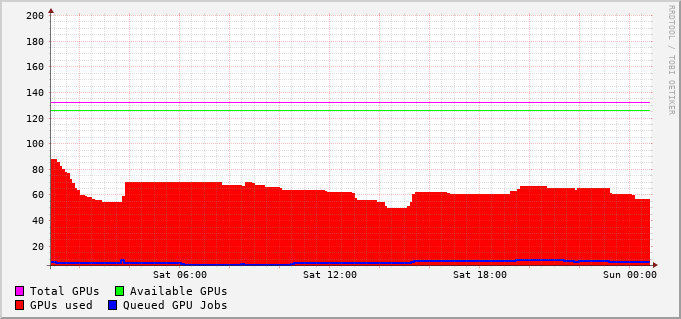 200
180
160
140
120
100
80
60
40
20
Sat 06:00 Sat 12:00 Sat 18:00 Sun 00:00
Total GPUs Available GPUs
GPUs used Queued GPU Jobs
RRDTOOL / TOBI OETIKER